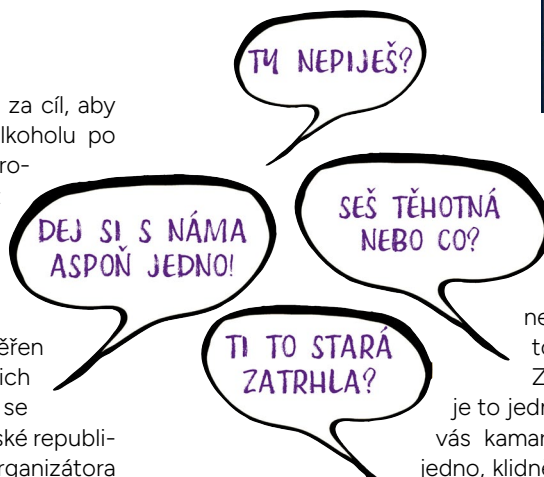 TY NEPIJEŠ?
za cíl, aby
lkoholu po
ro-
DEJ SI S NÁMA
ASPOŇ JEDNO!
SEŠ TĚHOTNÁ
NEBO CO?
TI TO STARÁ
ZATRHLA?
ěřen
ich
se
ské republi-
rganizátora
ne
to
Z
je to jedn
vás kamar
jedno, klidně